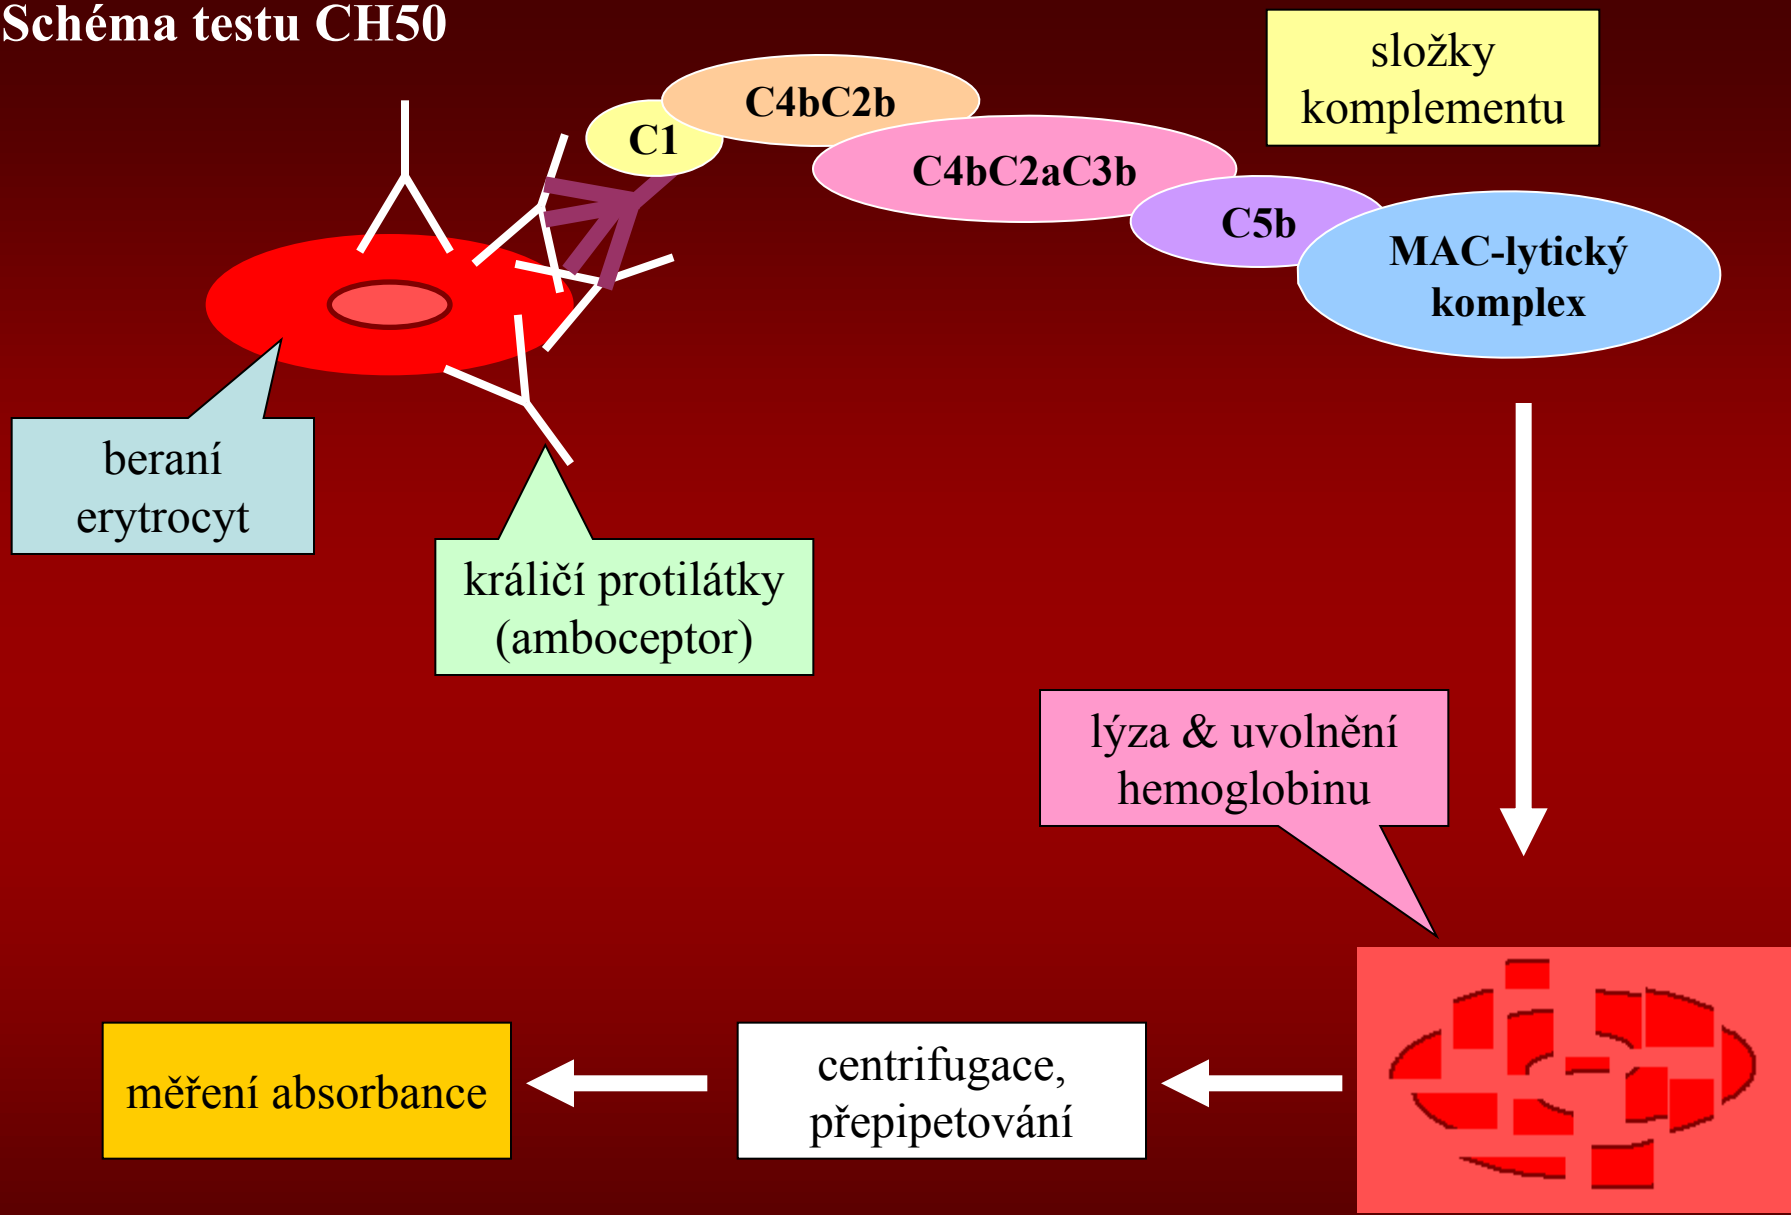 Schéma testu CH50
složky
komplementu
C4bC2b
C1
C4bC2aC3b
C5b
MAC-lytický
komplex
beraní
erytrocyt
králičí protilátky
(amboceptor)
lýza & uvolnění
hemoglobinu
měření absorbance
centrifugace,
přepipetování